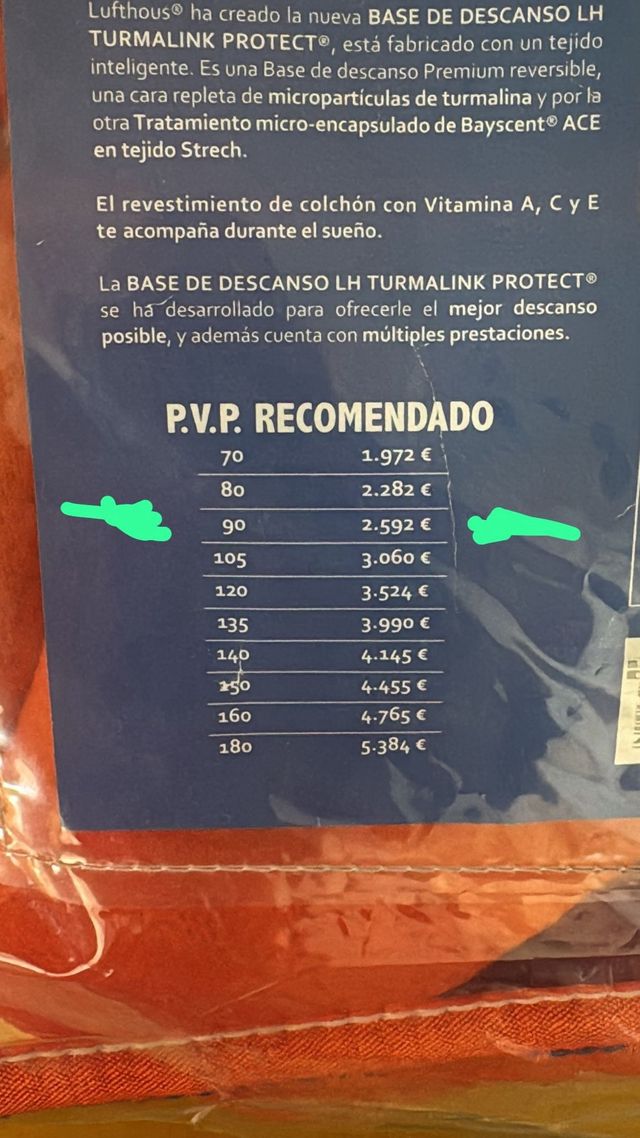 Lufthous® ha creado la nueva BASE DE DESCANSO LH
TURMALINK PROTECT®, está fabricado con un tejido
inteligente. Es una Base de descanso Premium reversible,
una cara repleta de micropartículas de turmalina y por la
otra Tratamiento micro-encapsulado de Bayscent® ACE
en tejido Strech.
El revestimiento de colchón con Vitamina A, C y E
te acompaña durante el sueño.
La BASE DE DESCANSO LH TURMALINK PROTECT®
se ha desarrollado para ofrecerle el mejor descanso
posible, y además cuenta con múltiples prestaciones.
P.V.P. RECOMENDADO
70 1.972 €
80 2.282 €
90 2.592 €
105 3.060 €
120 3.524 €
135 3.990 €
140 4.145 €
150 4.455 €
160 4.765 €
180 5.384 €